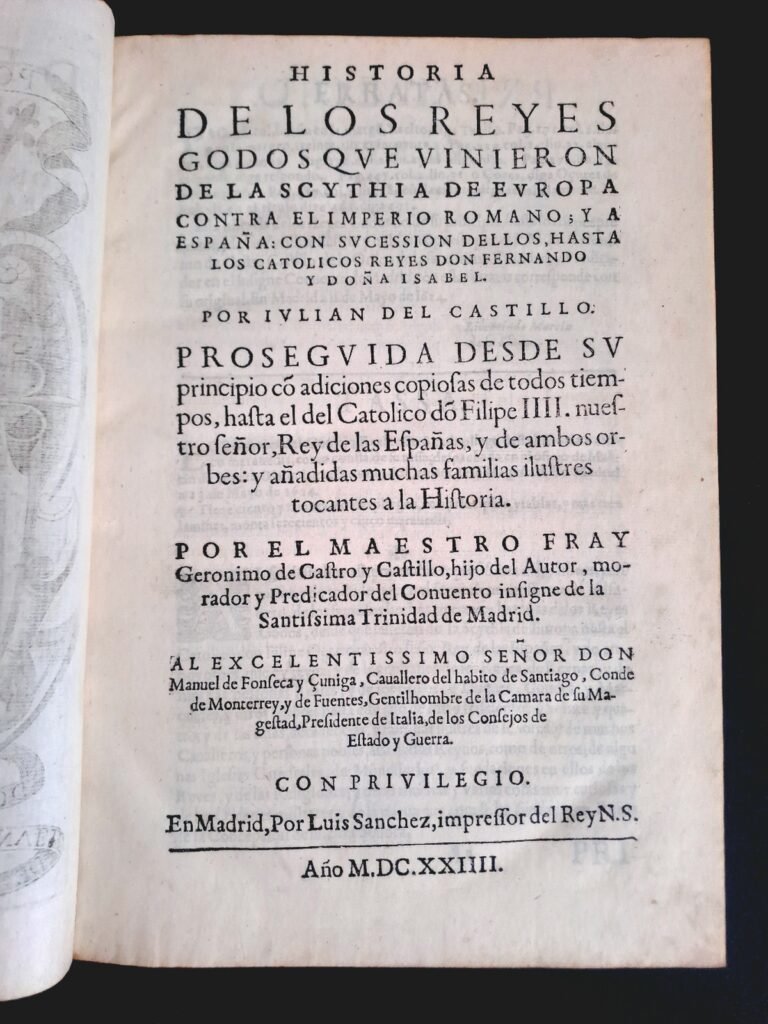 HISTORIA
DE LOS REYES
GODOS QVE VINIERON
DE LA SCYTHIA DE EVROPA
CONTRA EL IMPERIO ROMANO; Y A
ESPAÑA: CON SVCESSION DELLOS, HASTA
LOS CATOLICOS REYES DON FERNANDO
Y DOÑA ISABEL.
POR IVLIAN DEL CASTILLO.
PROSEGVIDA DESDE SV
principio cõ adiciones copioſas de todos tiem-
pos, haſta el del Catolico dõ Filipe IIII. nueſ-
tro ſeñor, Rey de las Eſpañas, y de ambos or-
bes: y añadidas muchas familias iluſtres
tocantes a la Hiſtoria.
POR EL MAESTRO FRAY
Geronimo de Caſtro y Caſtillo, hijo del Autor, mo-
rador y Predicador del Conuento inſigne de la
Santiſsima Trinidad de Madrid.
AL EXCELENTISSIMO SEÑOR DON
Manuel de Fonſeca y Çuniga, Cauallero del habito de Santiago, Conde
de Monterrey, y de Fuentes, Gentilhombre de la Camara de ſu Ma-
geſtad, Preſidente de Italia, de los Conſejos de
Eſtado y Guerra.
CON PRIVILEGIO.
En Madrid, Por Luis Sanchez, impreſſor del Rey N.S.
Año M.DC.XXIIII.